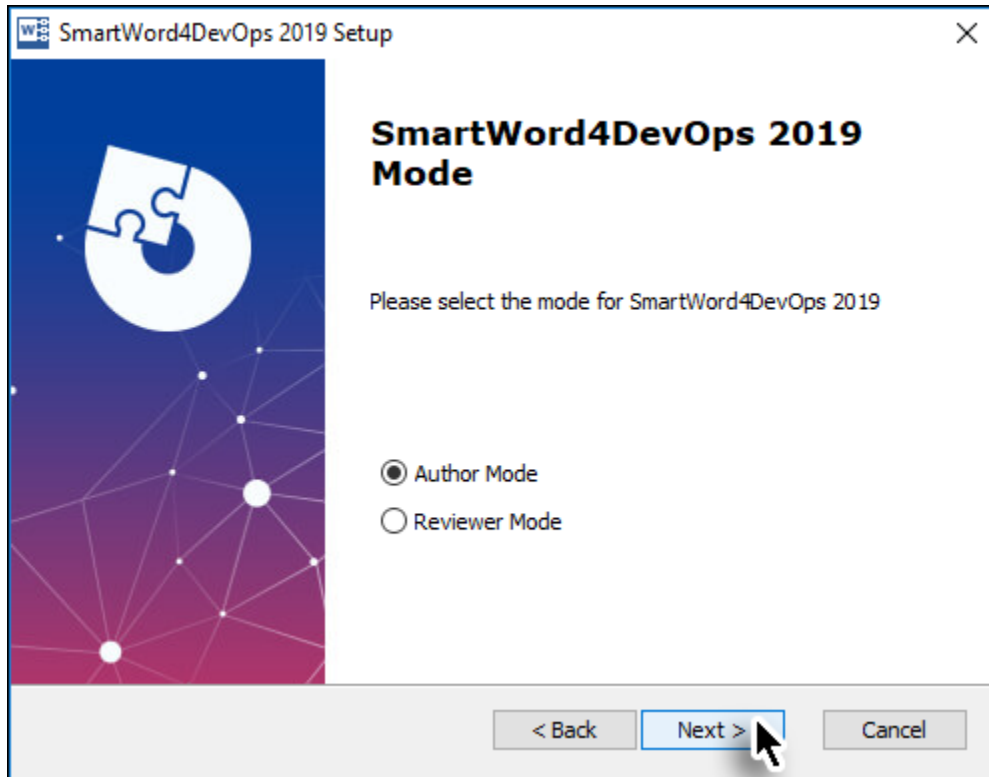 SmartWord4DevOps 2019 Setup
SmartWord4DevOps 2019
Mode
Please select the mode for SmartWord4DevOps 2019
Author Mode
Reviewer Mode
< Back Next > Cancel